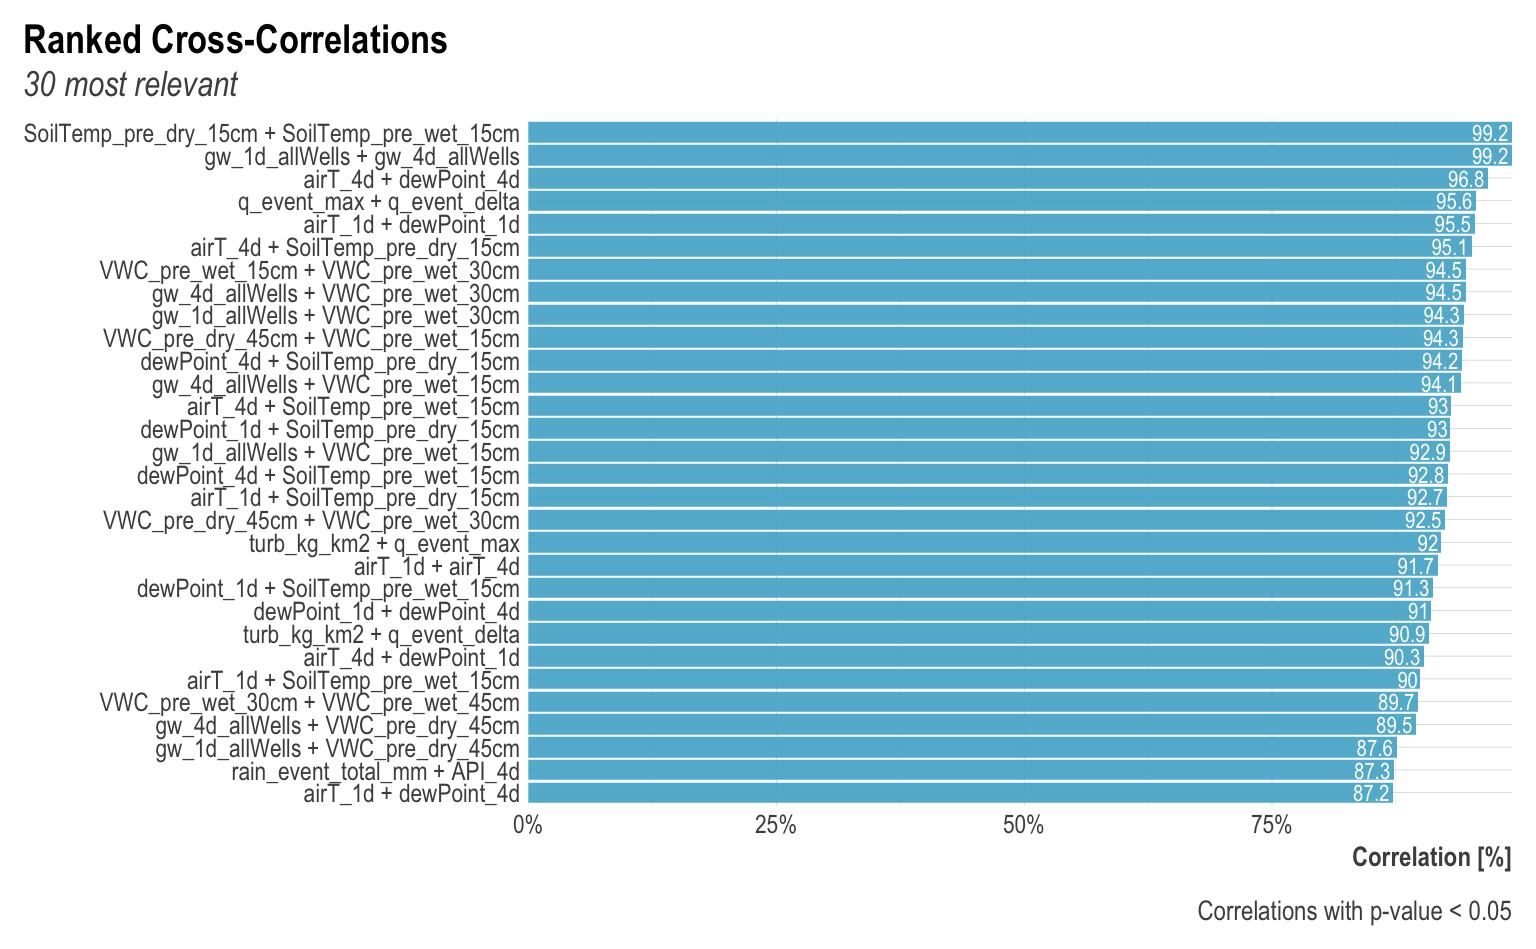 Ranked Cross-Correlations
30 most relevant
SoilTemp_pre_dry_15cm + SoilTemp_pre_wet_15cm 99.2
gw_1d_allWells + gw_4d_allWells 99.2
airT_4d + dewPoint_4d 96.8
q_event_max + q_event_delta 95.6
airT_1d + dewPoint_1d 95.5
airT_4d + SoilTemp_pre_dry_15cm 95.1
VWC_pre_wet_15cm + VWC_pre_wet_30cm 94.5
gw_4d_allWells + VWC_pre_wet_30cm 94.5
gw_1d_allWells + VWC_pre_wet_30cm 94.3
VWC_pre_dry_45cm + VWC_pre_wet_15cm 94.3
dewPoint_4d + SoilTemp_pre_dry_15cm 94.2
gw_4d_allWells + VWC_pre_wet_15cm 94.1
airT_4d + SoilTemp_pre_wet_15cm 93
dewPoint_1d + SoilTemp_pre_dry_15cm 93
gw_1d_allWells + VWC_pre_wet_15cm 92.9
dewPoint_4d + SoilTemp_pre_wet_15cm 92.8
airT_1d + SoilTemp_pre_dry_15cm 92.7
VWC_pre_dry_45cm + VWC_pre_wet_30cm 92.5
turb_kg_km2 + q_event_max 92
airT_1d + airT_4d 91.7
dewPoint_1d + SoilTemp_pre_wet_15cm 91.3
dewPoint_1d + dewPoint_4d 91
turb_kg_km2 + q_event_delta 90.9
airT_4d + dewPoint_1d 90.3
airT_1d + SoilTemp_pre_wet_15cm 90
VWC_pre_wet_30cm + VWC_pre_wet_45cm 89.7
gw_4d_allWells + VWC_pre_dry_45cm 89.5
gw_1d_allWells + VWC_pre_dry_45cm 87.6
rain_event_total_mm + API_4d 87.3
airT_1d + dewPoint_4d 87.2
0% 25% 50% 75%
Correlation [%]
Correlations with p-value < 0.05